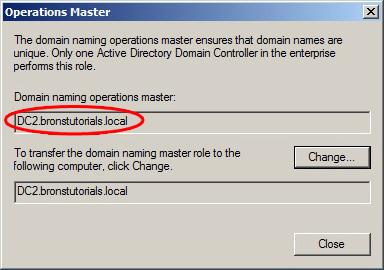 Operations Master
The domain naming operations master ensures that domain names are
unique. Only one Active Directory Domain Controller in the enterprise
performs this role.
Domain naming operations master:
DC2.bronstutorials.local
To transfer the domain naming master role to the
following computer, click Change.
Change...
DC2.bronstutorials.local
Close